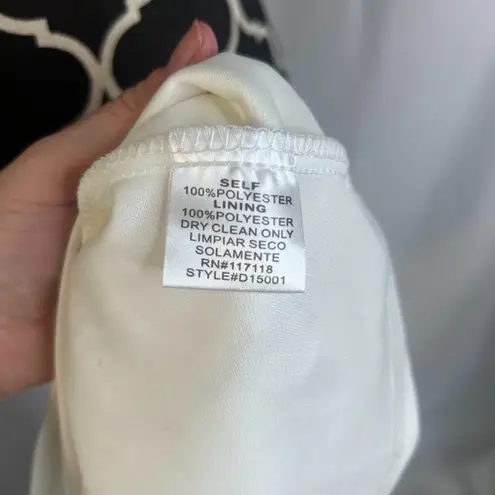 SELF
100%POLYESTER
LINING
100%POLYESTER
DRY CLEAN ONLY
LIMPIAR SECO
SOLAMENTE
RN#117118
STYLE#D15001